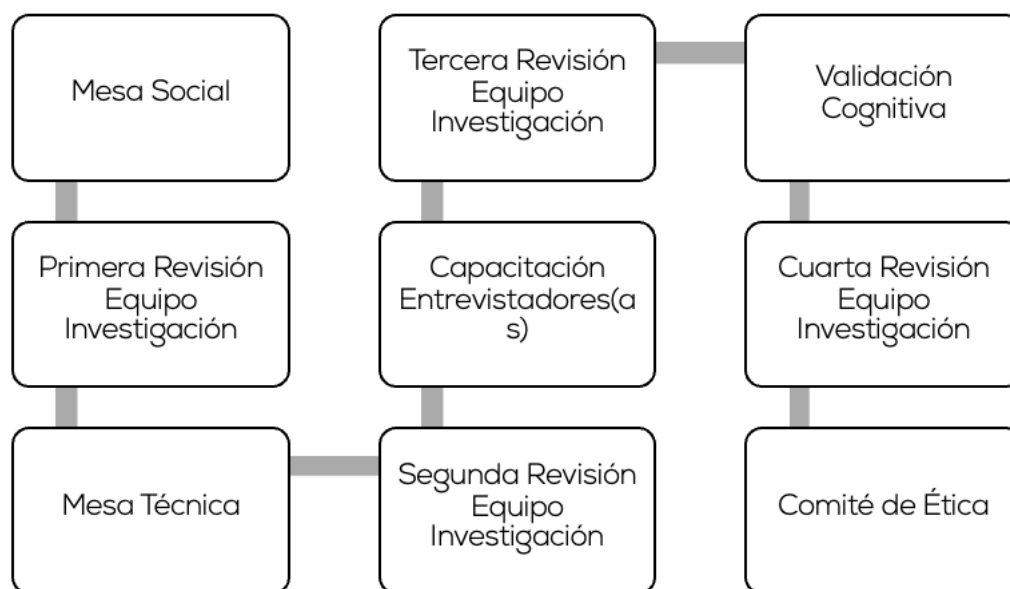 Mesa Social
Primera Revisión
Equipo
Investigación
Mesa Técnica
Segunda Revisión
Equipo
Investigación
Capacitación
Entrevistadores(a
s)
Tercera Revisión
Equipo
Investigación
Validación
Cognitiva
Cuarta Revisión
Equipo
Investigación
Comité de Ética